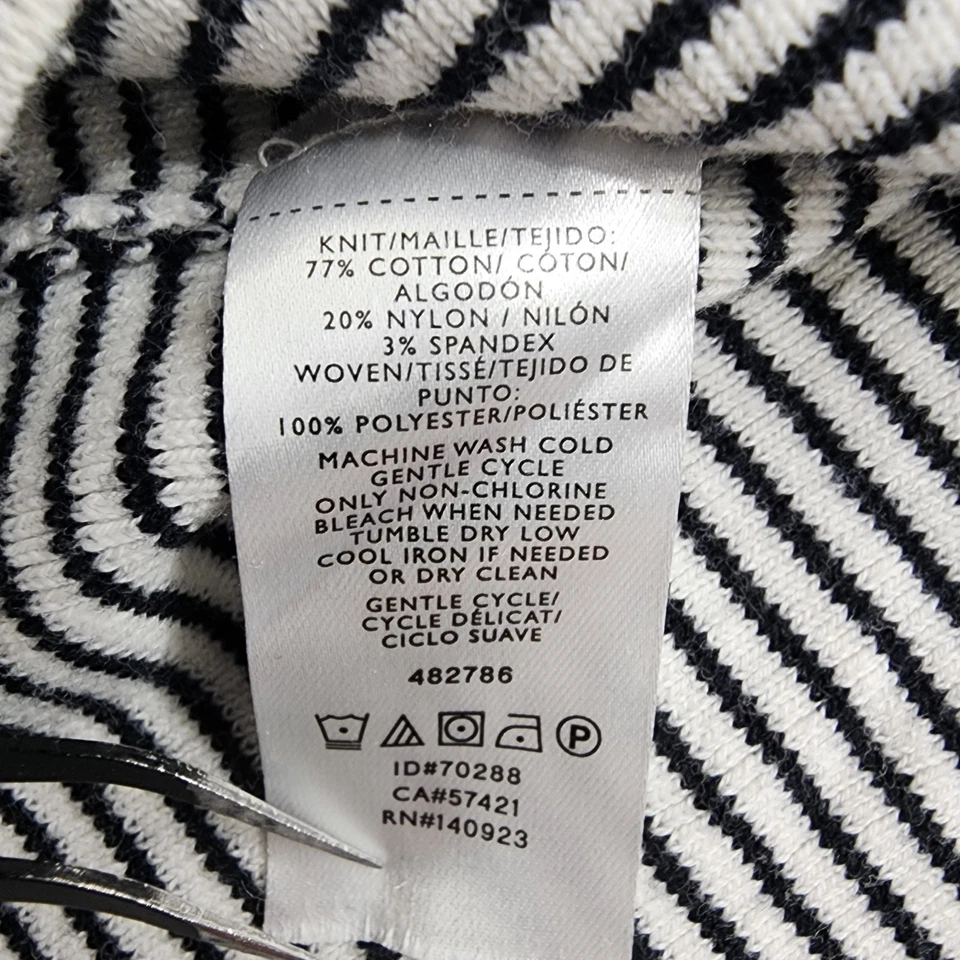 KNIT/MAILLE/TEJIDO:
77% COTTON/ COTON/
ALGODÓN
20% NYLON / NILÓN
3% SPANDEX
WOVEN/TISSÉ/TEJIDO DE
PUNTO:
100% POLYESTER/POLIÉSTER
MACHINE WASH COLD
GENTLE CYCLE
ONLY NON-CHLORINE
BLEACH WHEN NEEDED
TUMBLE DRY LOW
COOL IRON IF NEEDED
OR DRY CLEAN
GENTLE CYCLE/
CYCLE DÉLICAT/
CICLO SUAVE
482786
P
ID#70288
CA#57421
RN#140923